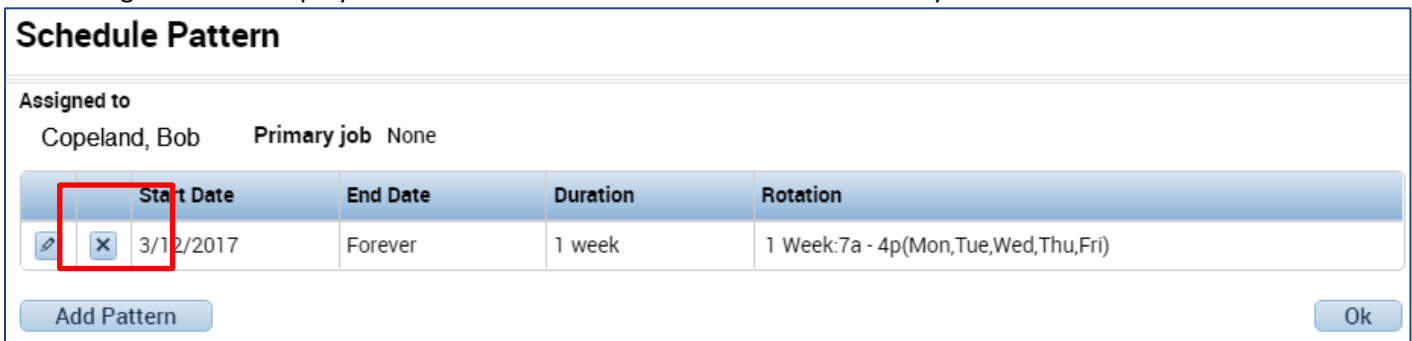 Schedule Pattern
Assigned to
Copeland, Bob Primary job None
Start Date End Date Duration Rotation
3/12/2017 Forever 1 week 1 Week:7a - 4p(Mon,Tue,Wed,Thu,Fri)
Add Pattern Ok